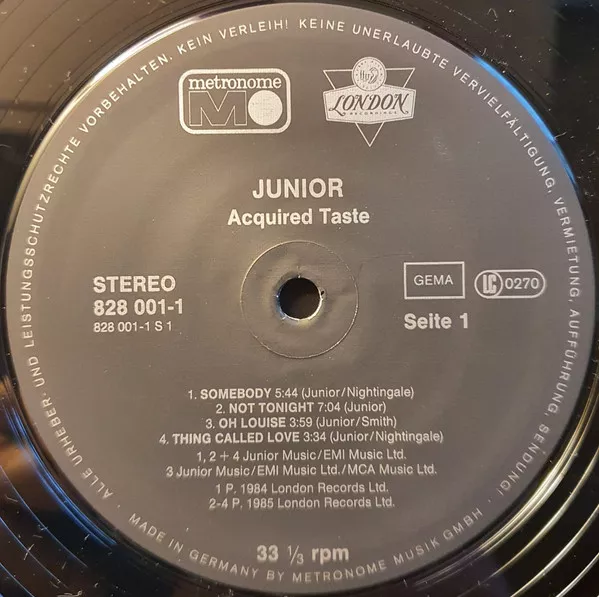 ALLE URHEBER- UND LEISTUNGSSCHUTZRECHTE VORBEHALTEN. KEIN VERLEIH! KEINE UNERLAUBTE VERVIELFÄLTIGUNG, VERMIETUNG, AUFFÜHRUNG, SENDUNG!
metronome
M
LONDON
RECORDINGS
JUNIOR
Acquired Taste
STEREO
828 001-1
828 001-1 S 1
GEMA
LC 0270
Seite 1
1. SOMEBODY 5:44 (Junior/Nightingale)
2. NOT TONIGHT 7:04 (Junior)
3. OH LOUISE 3:59 (Junior/Smith)
4. THING CALLED LOVE 3:34 (Junior/Nightingale)
1, 2 + 4 Junior Music/EMI Music Ltd.
3 Junior Music/EMI Music Ltd./MCA Music Ltd.
1 P. 1984 London Records Ltd.
2-4 P. 1985 London Records Ltd.
33 1/3 rpm
· MADE IN GERMANY BY METRONOME MUSIK GMBH ·